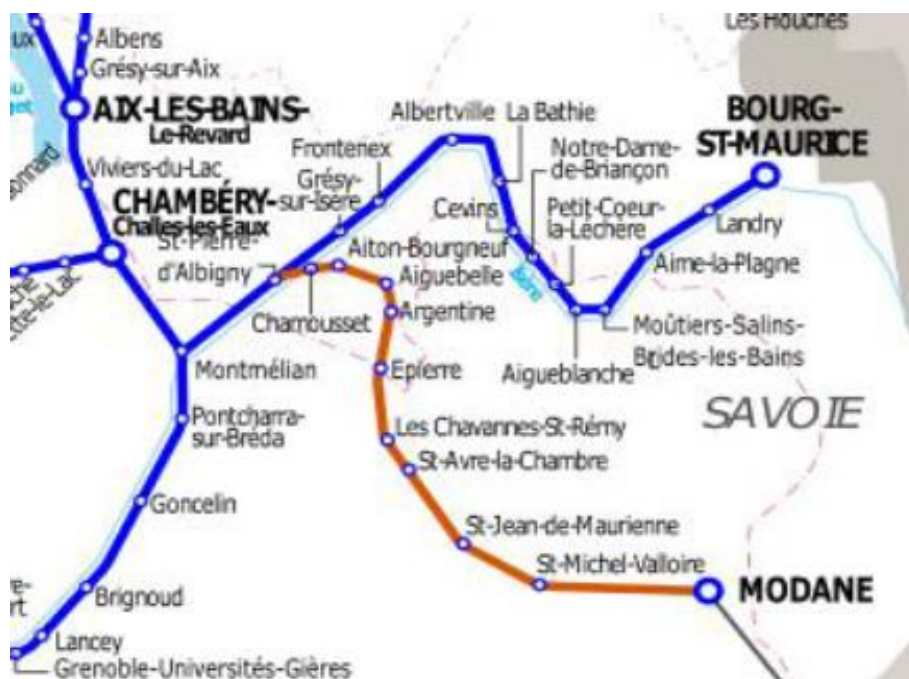 Les Houches
Albens
Grésy-sur-Aix
AIX-LES-BAINS-
Le-Revard
Viviers-du-Lac
CHAMBÉRY-
Challes-les-Eaux
St-Pierre-
d'Albigny
Frontenex
Grésy-
sur-Isère
Albertville
La Bathie
Notre-Dame-
de-Briançon
BOURG-
ST-MAURICE
Cevins
Petit-Coeur-
la-Léchère
Landry
Aiton-Bourgneuf
Aiguebelle
Isère
Aime-la-Plagne
Chamousset
Argentine
Moûtiers-Salins-
Brides-les-Bains
Montmélian
Epierre
Aigueblanche
SAVOIE
Pontcharra-
sur-Bréda
Les Chavannes-St-Rémy
St-Avre-la-Chambre
Goncelin
St-Jean-de-Maurienne
St-Michel-Valloire
MODANE
Brignoud
Lancey
Grenoble-Universités-Gières